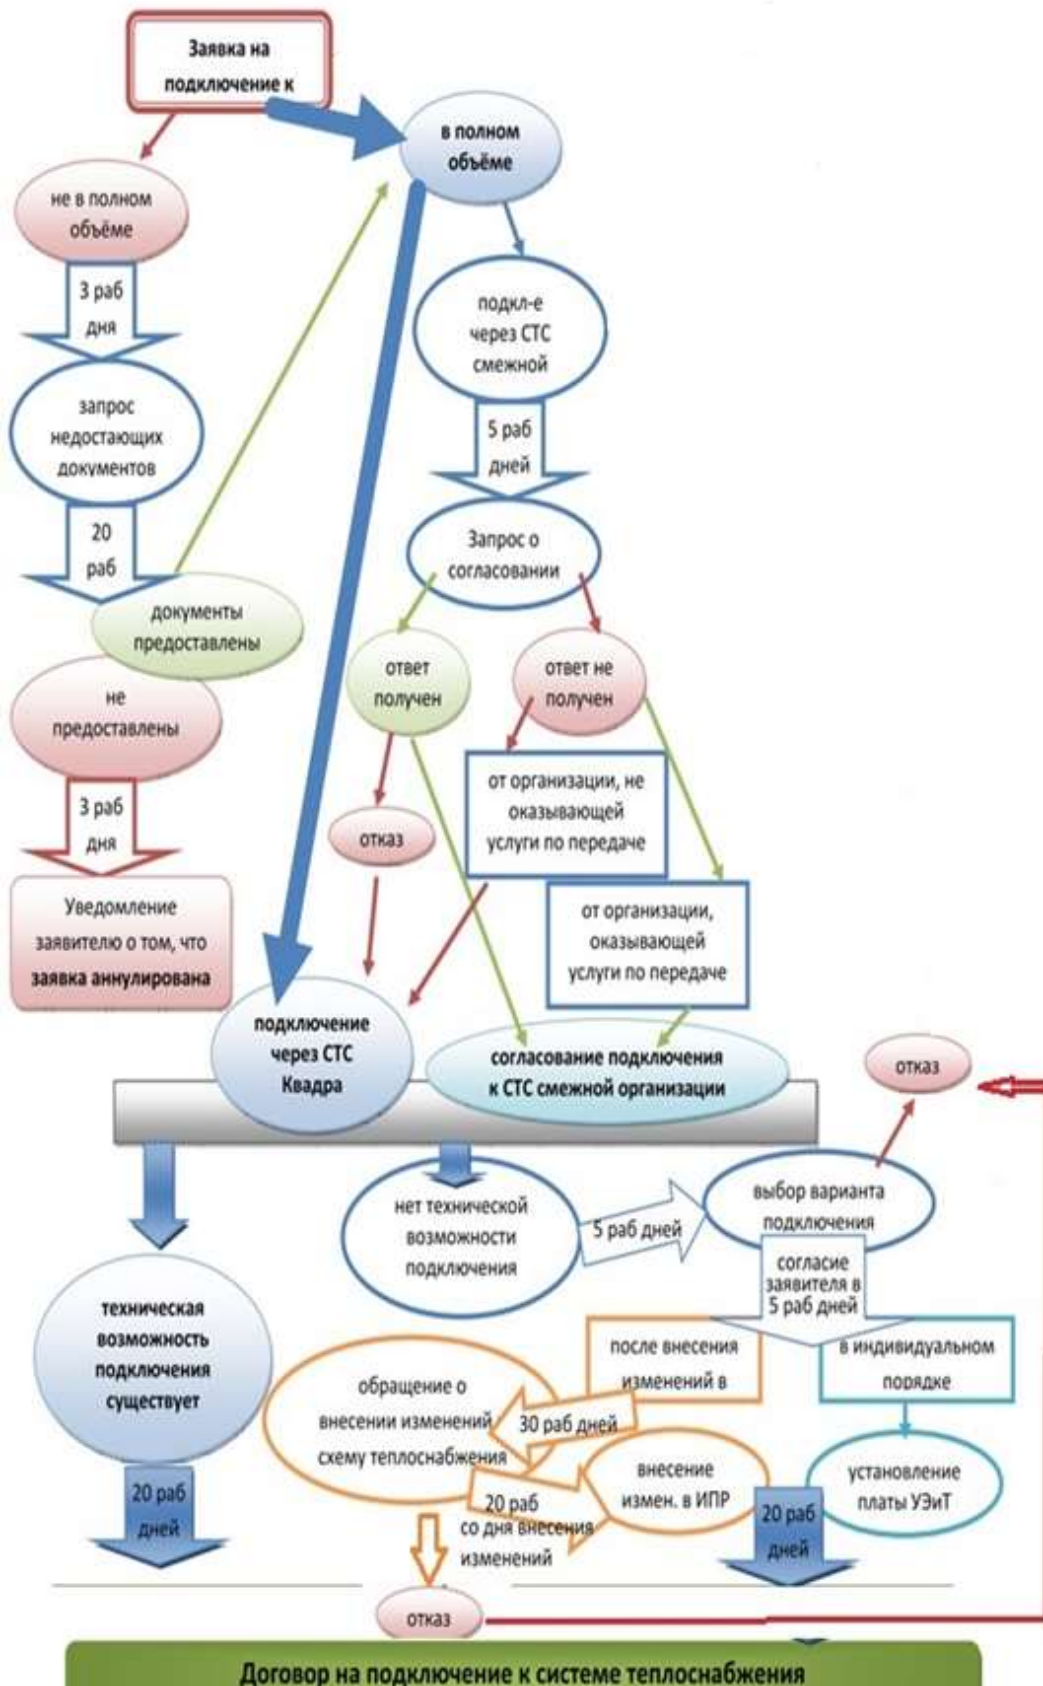 Заявка на
подключение к
в полном
объёме
не в полном
объёме
3 раб
дня
подкл-е
через СТС
смежной
запрос
недостающих
документов
5 раб
дней
20
раб
Запрос о
согласовании
документы
предоставлены
ответ
получен
ответ не
получен
не
предоставлены
от организации, не
оказывающей
услуги по передаче
3 раб
дня
отказ
Уведомление
заявителю о том, что
заявка аннулирована
от организации,
оказывающей
услуги по передаче
подключение
через СТС
Квадра
согласование подключения
к СТС смежной организации
отказ
нет технической
возможности
подключения
5 раб дней
выбор варианта
подключения
согласие
заявителя в
5 раб дней
техническая
возможность
подключения
существует
после внесения
изменений в
в индивидуальном
порядке
обращение о
внесении изменений
схему теплоснабжения
30 раб дней
внесение
измен. в ИПР
установление
платы УЭиТ
20 раб
дней
20 раб
со дня внесения
изменений
20 раб
дней
отказ
Договор на подключение к системе теплоснабжения